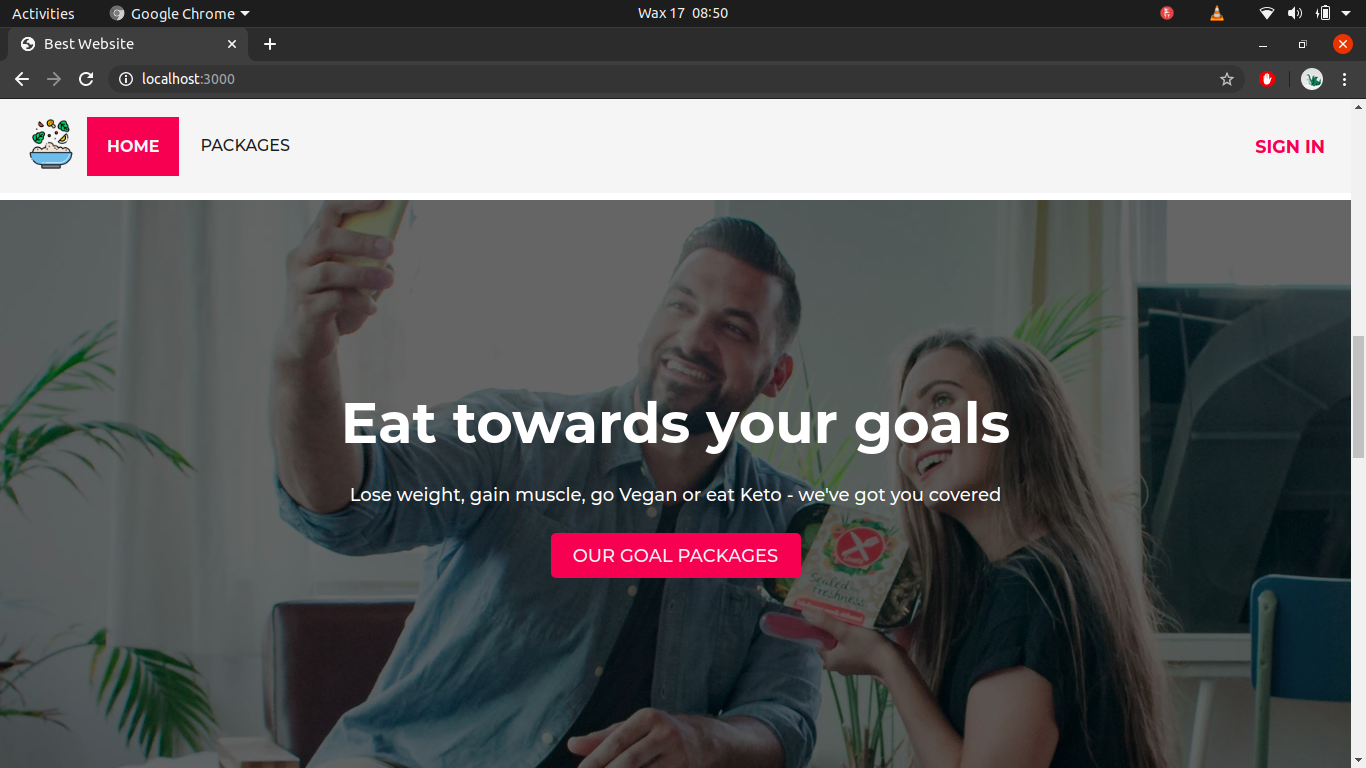 Activities
Google Chrome
Wax 17 08:50
Best Website
localhost:3000
HOME
PACKAGES
SIGN IN
Eat towards your goals
Lose weight, gain muscle, go Vegan or eat Keto - we've got you covered
OUR GOAL PACKAGES
Sealed for
Freshness